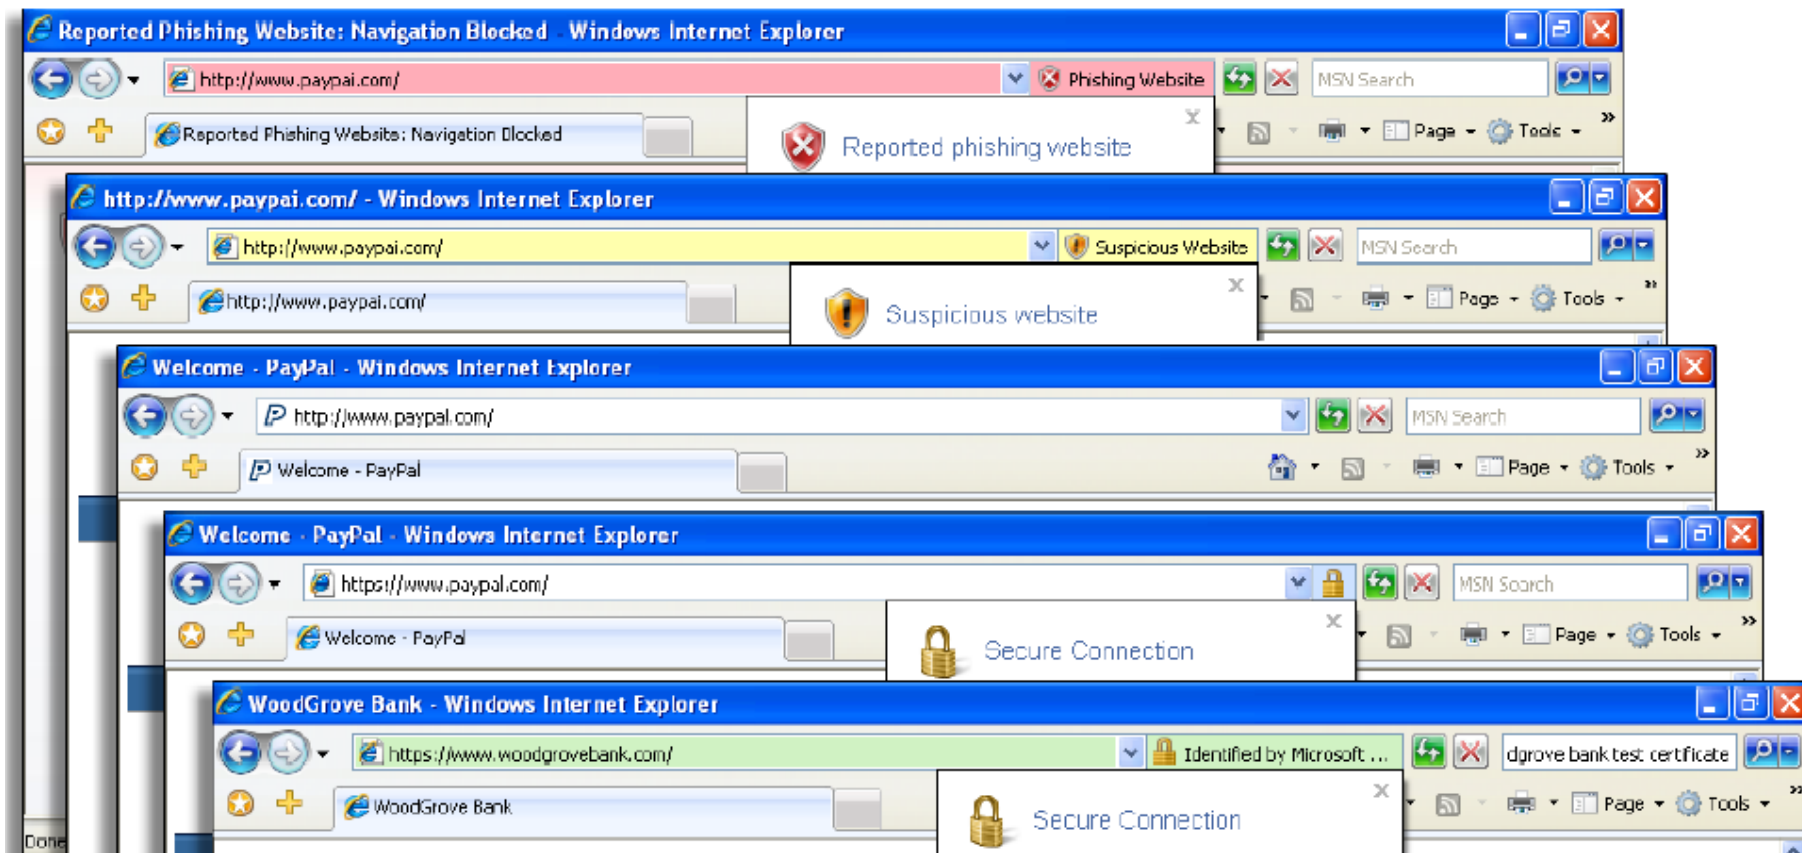 Reported Phishing Website: Navigation Blocked - Windows Internet Explorer
http://www.paypai.com/ Phishing Website MSN Search
Reported Phishing Website: Navigation Blocked Page Tools »
Reported phishing website x
http://www.paypai.com/ - Windows Internet Explorer
http://www.paypai.com/ Suspicious Website MSN Search
http://www.paypai.com/ Page Tools »
Suspicious website x
Welcome - PayPal - Windows Internet Explorer
http://www.paypal.com/ MSN Search
Welcome - PayPal Page Tools »
Welcome - PayPal - Windows Internet Explorer
https://www.paypal.com/ MSN Search
Welcome - PayPal Page Tools »
Secure Connection x
WoodGrove Bank - Windows Internet Explorer
https://www.woodgrovebank.com/ Identified by Microsoft ... dgrove bank test certificate
WoodGrove Bank Page Tools »
Secure Connection x
Done